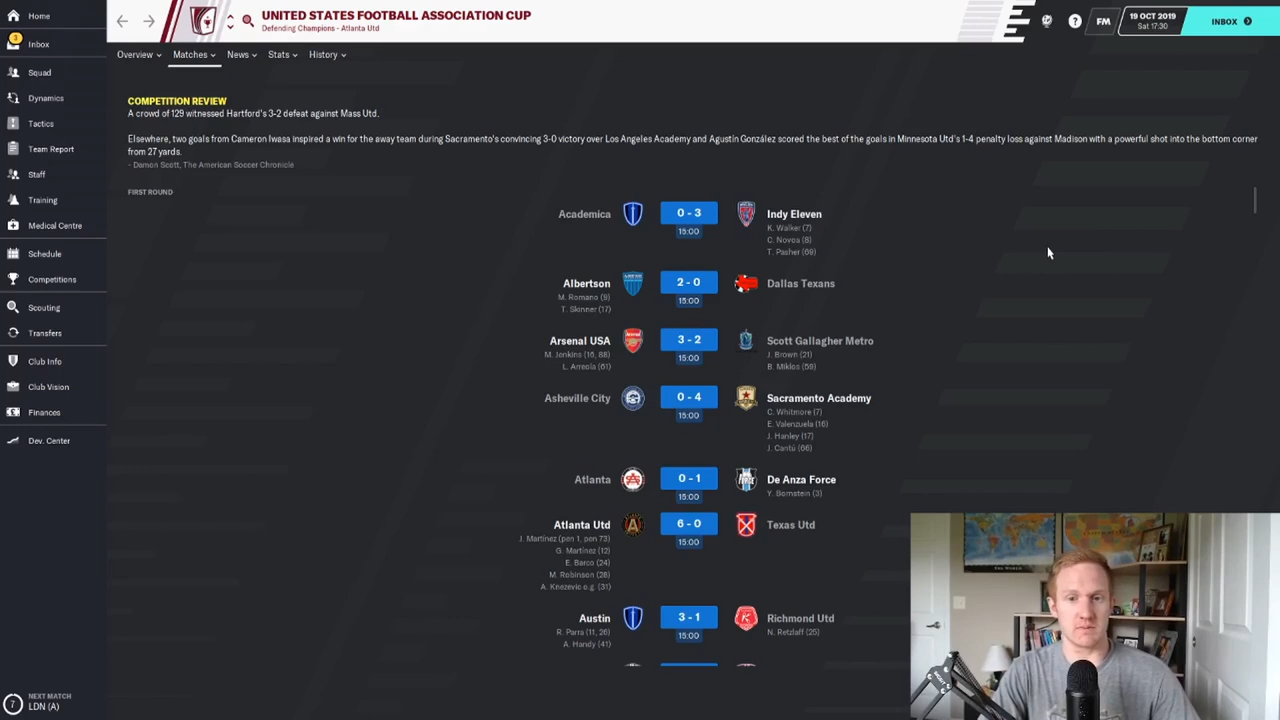 Home
3
Inbox
Squad
Dynamics
Tactics
Team Report
Staff
Training
Medical Centre
Schedule
Competitions
Scouting
Transfers
Club Info
Club Vision
Finances
Dev. Center
7
NEXT MATCH
LDN (A)
UNITED STATES FOOTBALL ASSOCIATION CUP
Defending Champions - Atlanta Utd
?
FM
19 OCT 2019
Sat 17:30
INBOX
Overview
Matches
News
Stats
History
COMPETITION REVIEW
A crowd of 129 witnessed Hartford's 3-2 defeat against Mass Utd.
Elsewhere, two goals from Cameron Iwasa inspired a win for the away team during Sacramento's convincing 3-0 victory over Los Angeles Academy and Agustín González scored the best of the goals in Minnesota Utd's 1-4 penalty loss against Madison with a powerful shot into the bottom corner
from 27 yards.
- Damon Scott, The American Soccer Chronicle
FIRST ROUND
Academica 0 - 3 Indy Eleven
15:00
K. Walker (7)
C. Novoa (8)
T. Pasher (69)
Albertson 2 - 0 Dallas Texans
15:00
M. Romano (9)
T. Skinner (17)
Arsenal USA 3 - 2 Scott Gallagher Metro
15:00
M. Jenkins (16, 88)
L. Arreola (61)
J. Brown (21)
B. Miklos (59)
Asheville City 0 - 4 Sacramento Academy
15:00
C. Whitmore (7)
E. Valenzuela (16)
J. Hanley (17)
J. Cantú (66)
Atlanta 0 - 1 De Anza Force
15:00
Y. Bornstein (3)
Atlanta Utd 6 - 0 Texas Utd
15:00
J. Martínez (pen 1, pen 73)
G. Martínez (12)
E. Barco (24)
M. Robinson (28)
A. Knezevic o.g. (31)
Austin 3 - 1 Richmond Utd
15:00
R. Parra (11, 26)
A. Handy (41)
N. Retzlaff (25)